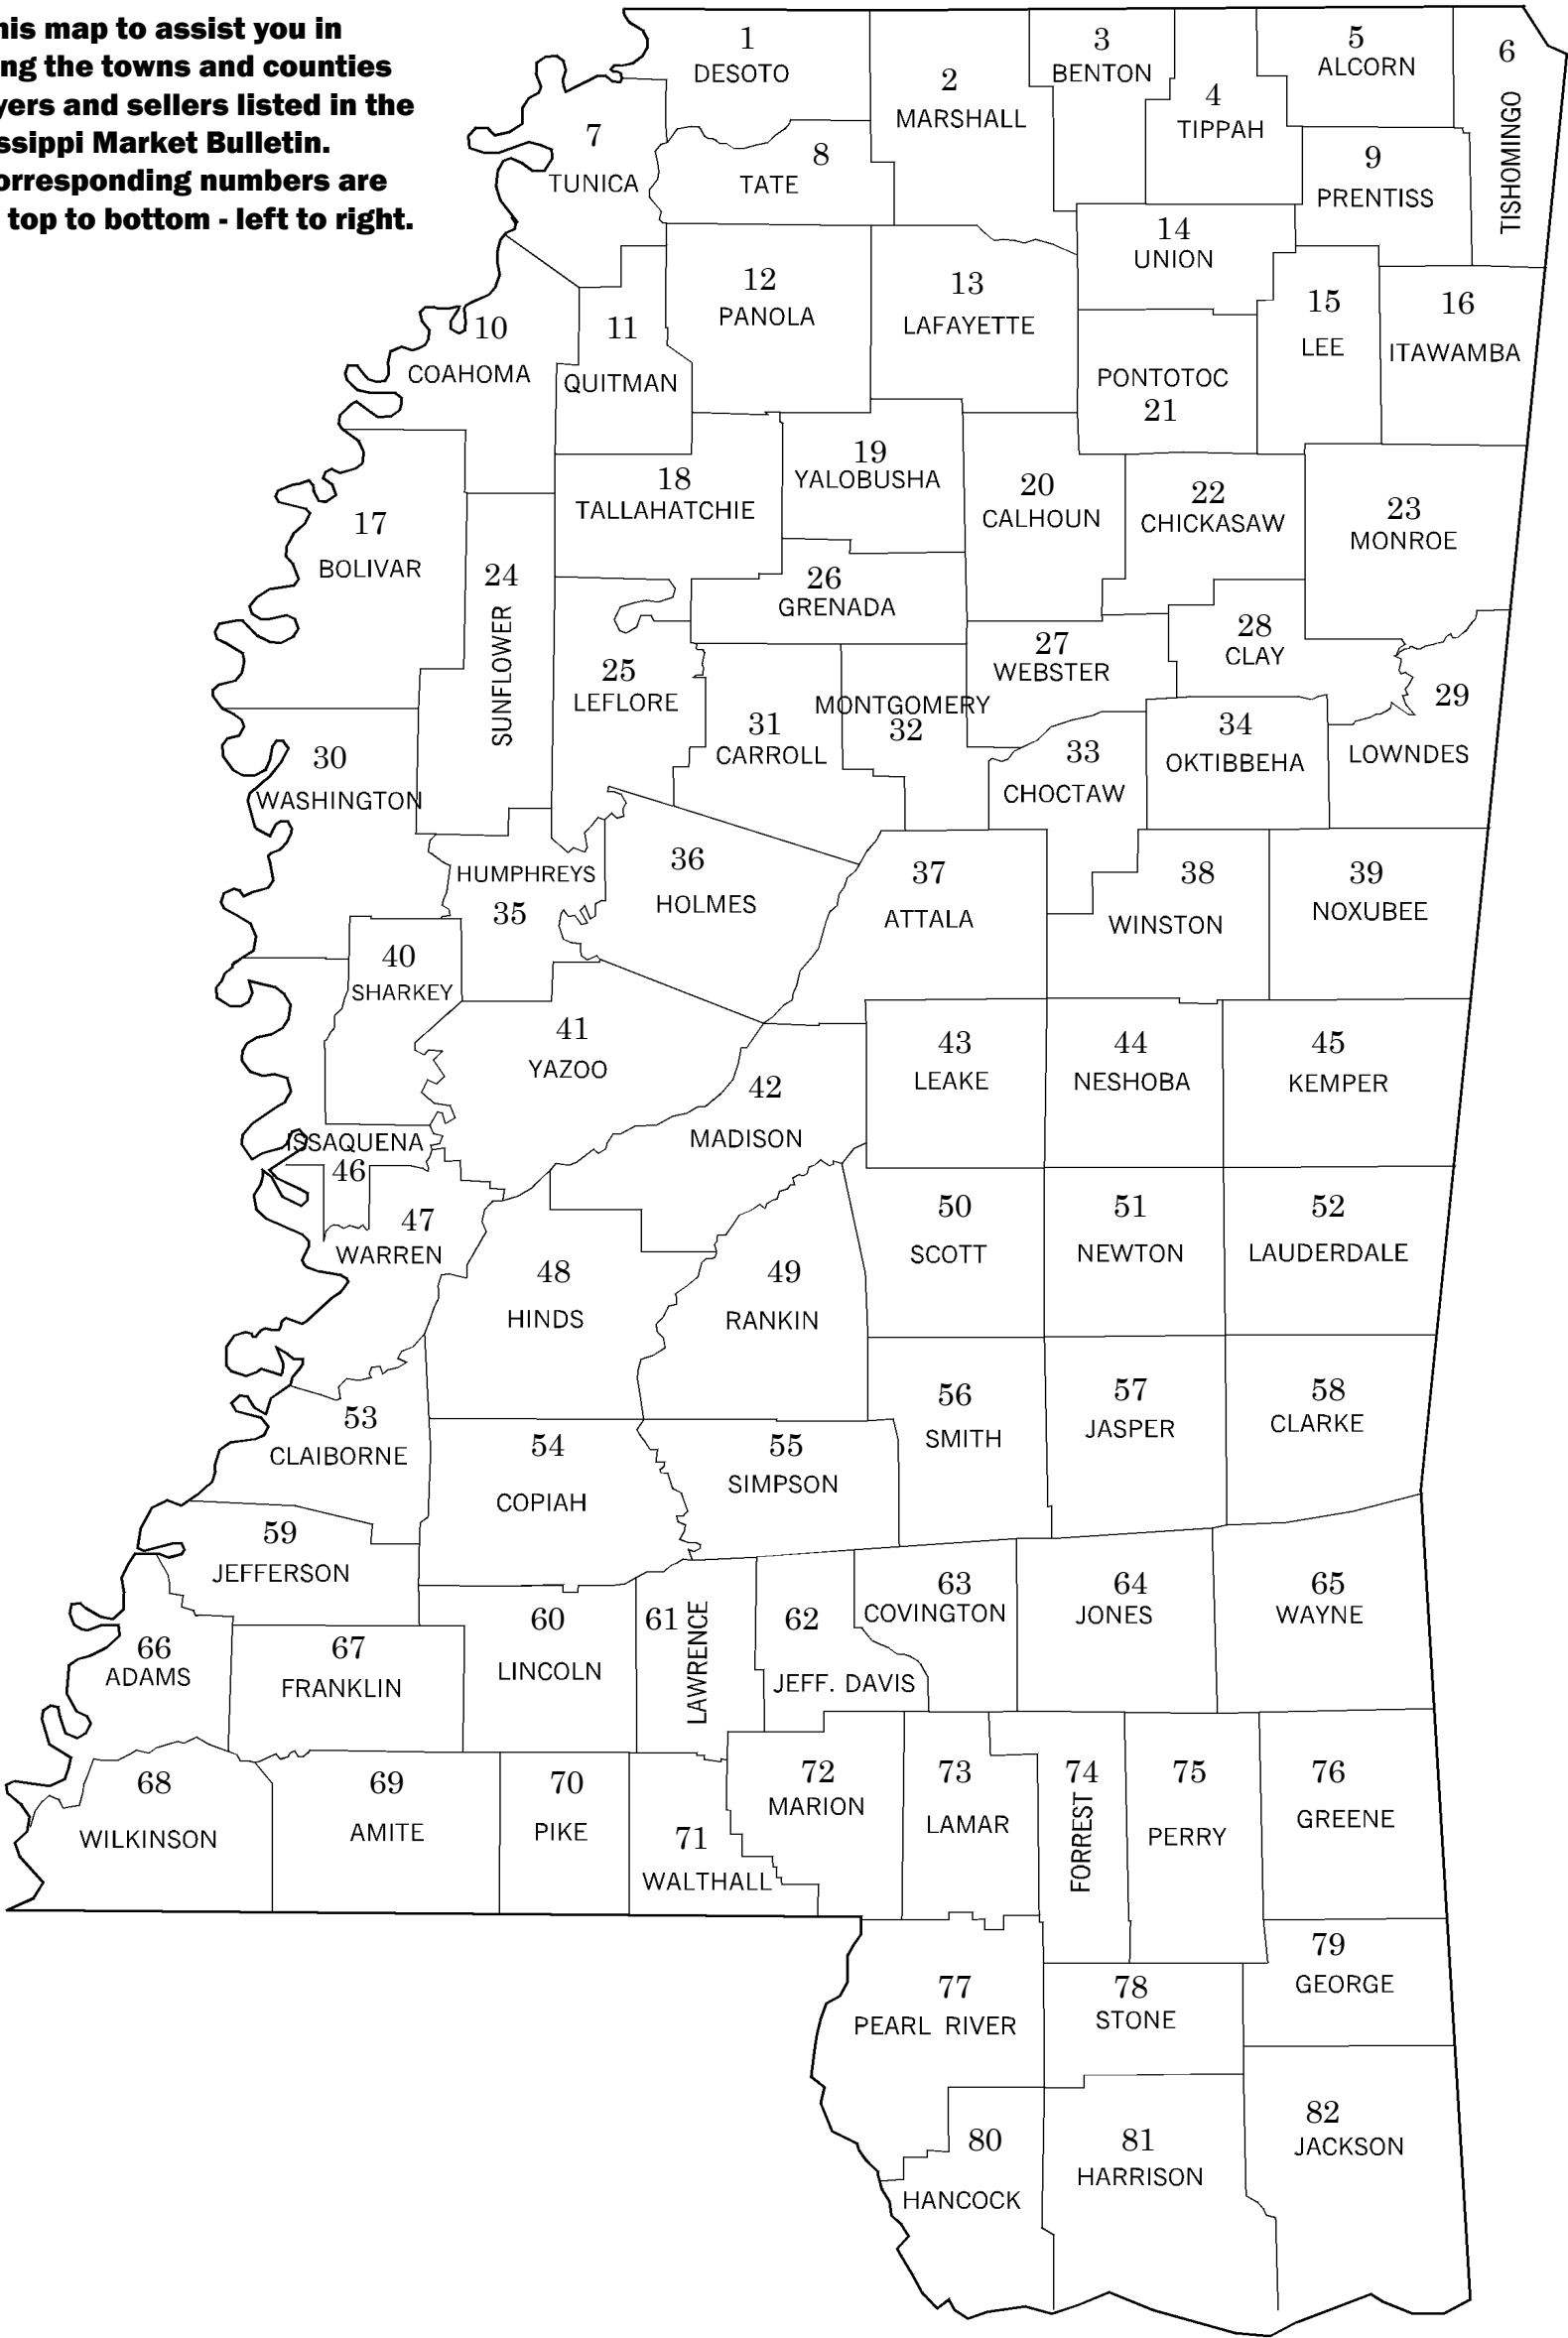 his map to assist you in
ng the towns and counties
yers and sellers listed in the
ssippi Market Bulletin.
orresponding numbers are
top to bottom - left to right.
1
DESOTO
2
MARSHALL
3
BENTON
4
TIPPAH
5
ALCORN
6
TISHOMINGO
7
TUNICA
8
TATE
9
PRENTISS
10
COAHOMA
11
QUITMAN
12
PANOLA
13
LAFAYETTE
14
UNION
15
LEE
16
ITAWAMBA
17
BOLIVAR
18
TALLAHATCHIE
19
YALOBUSHA
20
CALHOUN
PONTOTOC
21
22
CHICKASAW
23
MONROE
24
SUNFLOWER
25
LEFLORE
26
GRENADA
27
WEBSTER
28
CLAY
29
LOWNDES
30
WASHINGTON
31
CARROLL
MONTGOMERY
32
33
CHOCTAW
34
OKTIBBEHA
HUMPHREYS
35
36
HOLMES
37
ATTALA
38
WINSTON
39
NOXUBEE
40
SHARKEY
41
YAZOO
42
MADISON
43
LEAKE
44
NESHOBA
45
KEMPER
ISSAQUENA
46
47
WARREN
48
HINDS
49
RANKIN
50
SCOTT
51
NEWTON
52
LAUDERDALE
53
CLAIBORNE
54
COPIAH
55
SIMPSON
56
SMITH
57
JASPER
58
CLARKE
59
JEFFERSON
60
LINCOLN
61
LAWRENCE
62
JEFF. DAVIS
63
COVINGTON
64
JONES
65
WAYNE
66
ADAMS
67
FRANKLIN
68
WILKINSON
69
AMITE
70
PIKE
71
WALTHALL
72
MARION
73
LAMAR
74
FORREST
75
PERRY
76
GREENE
77
PEARL RIVER
78
STONE
79
GEORGE
80
HANCOCK
81
HARRISON
82
JACKSON